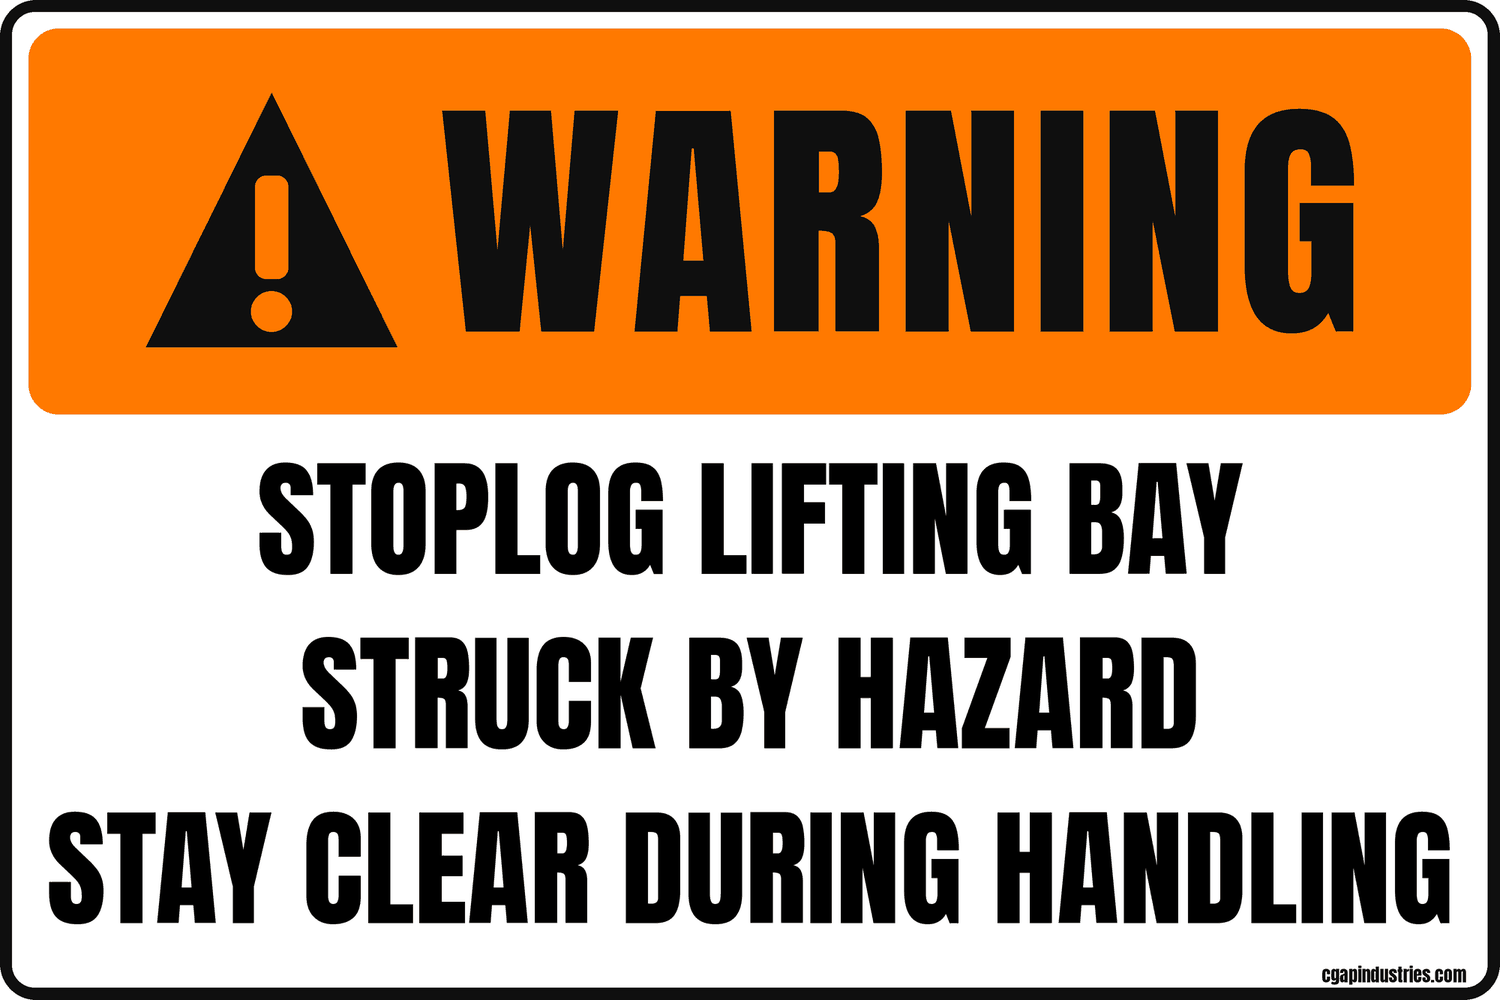 WARNING
STOPLOG LIFTING BAY
STRUCK BY HAZARD
STAY CLEAR DURING HANDLING
cgapindustries.com